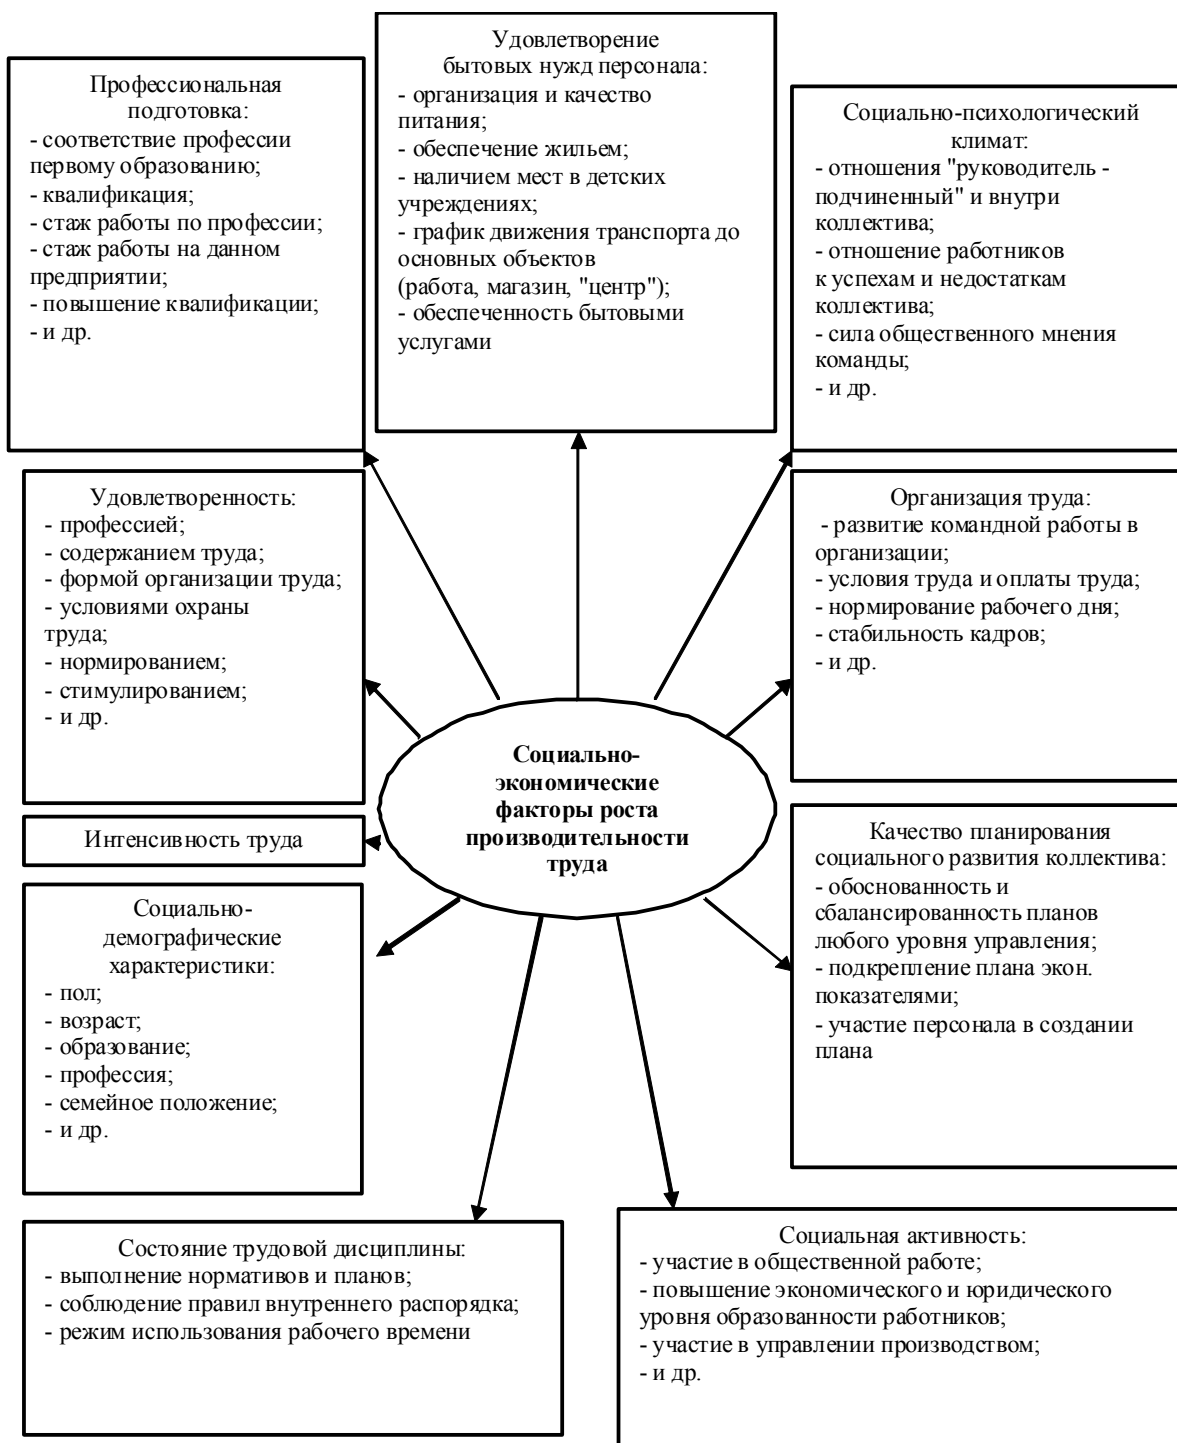 Профессиональная
подготовка:
- соответствие профессии
первому образованию;
- квалификация;
- стаж работы по профессии;
- стаж работы на данном
предприятии;
- повышение квалификации;
- и др.
Удовлетворение
бытовых нужд персонала:
- организация и качество
питания;
- обеспечение жильем;
- наличием мест в детских
учреждениях;
- график движения транспорта до
основных объектов
(работа, магазин, "центр");
- обеспеченность бытовыми
услугами
Социально-психологический
климат:
- отношения "руководитель -
подчиненный" и внутри
коллектива;
- отношение работников
к успехам и недостаткам
коллектива;
- сила общественного мнения
команды;
- и др.
Удовлетворенность:
- профессией;
- содержанием труда;
- формой организации труда;
- условиями охраны
труда;
- нормированием;
- стимулированием;
- и др.
Организация труда:
- развитие командной работы в
организации;
- условия труда и оплаты труда;
- нормирование рабочего дня;
- стабильность кадров;
- и др.
Социально-
экономические
факторы роста
производительности
труда
Интенсивность труда
Качество планирования
социального развития коллектива:
- обоснованность и
сбалансированность планов
любого уровня управления;
- подкрепление плана экон.
показателями;
- участие персонала в создании
плана
Социально-
демографические
характеристики:
- пол;
- возраст;
- образование;
- профессия;
- семейное положение;
- и др.
Состояние трудовой дисциплины:
- выполнение нормативов и планов;
- соблюдение правил внутреннего распорядка;
- режим использования рабочего времени
Социальная активность:
- участие в общественной работе;
- повышение экономического и юридического
уровня образованности работников;
- участие в управлении производством;
- и др.